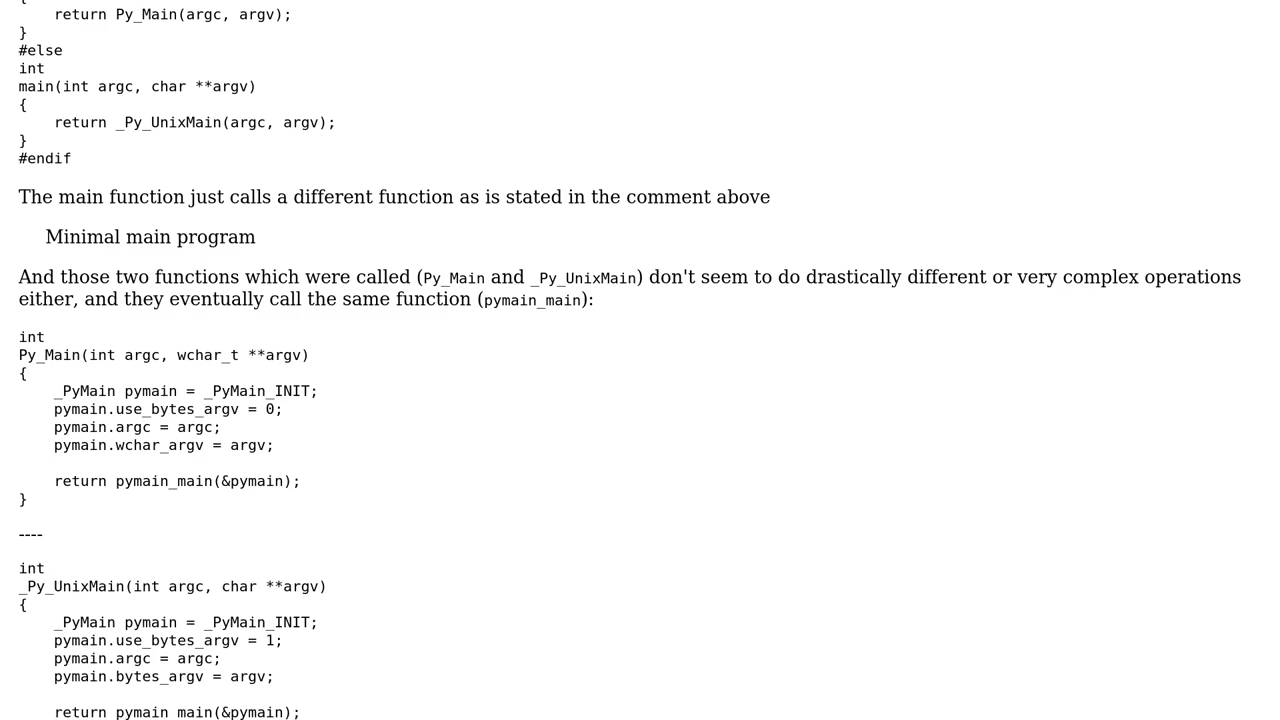 {
    return Py_Main(argc, argv);
}
#else
int
main(int argc, char **argv)
{
    return _Py_UnixMain(argc, argv);
}
#endif
The main function just calls a different function as is stated in the comment above
Minimal main program
And those two functions which were called (Py_Main and _Py_UnixMain) don't seem to do drastically different or very complex operations
either, and they eventually call the same function (pymain_main):
int
Py_Main(int argc, wchar_t **argv)
{
    _PyMain pymain = _PyMain_INIT;
    pymain.use_bytes_argv = 0;
    pymain.argc = argc;
    pymain.wchar_argv = argv;
    return pymain_main(&pymain);
}
----
int
_Py_UnixMain(int argc, char **argv)
{
    _PyMain pymain = _PyMain_INIT;
    pymain.use_bytes_argv = 1;
    pymain.argc = argc;
    pymain.bytes_argv = argv;
    return pymain_main(&pymain);